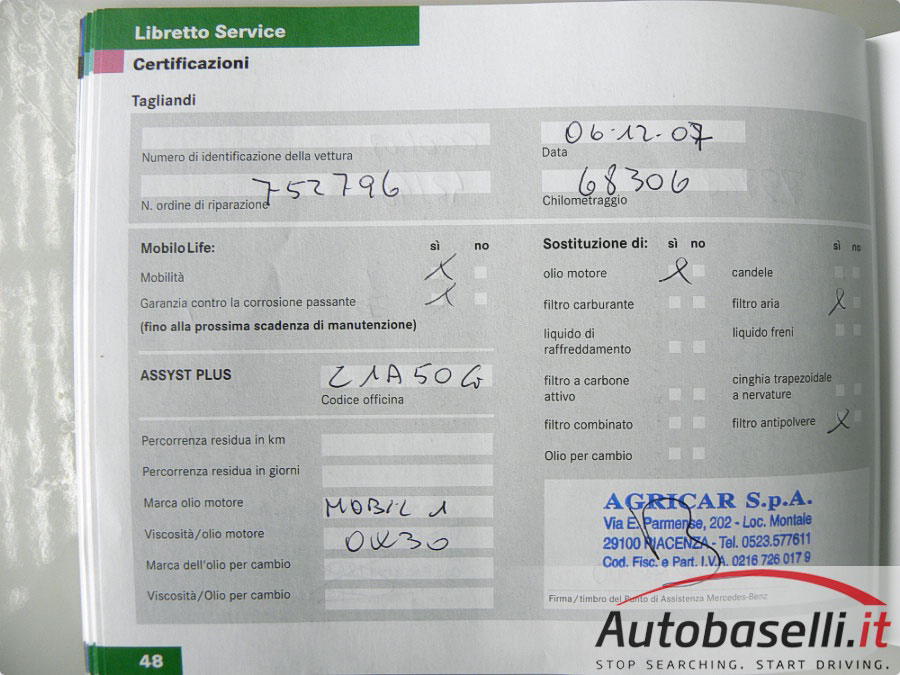 Libretto Service
Certificazioni
Tagliandi
Numero di identificazione della vettura
06-12-07
Data
752796
N. ordine di riparazione
68306
Chilometraggio
MobiloLife: sì no
Mobilità X
Garanzia contro la corrosione passante X
(fino alla prossima scadenza di manutenzione)
ASSYST PLUS
Codice officina
Percorrenza residua in km
Percorrenza residua in giorni
Marca olio motore MOBIL 1
Viscosità/olio motore 0W30
Marca dell'olio per cambio
Viscosità/Olio per cambio
Sostituzione di: sì no sì no
olio motore X candele
filtro carburante filtro aria X
liquido di raffreddamento liquido freni
filtro a carbone attivo cinghia trapezoidale a nervature
filtro combinato filtro antipolvere X
Olio per cambio
AGRICAR S.p.A.
Via E. Parmense, 202 - Loc. Montale
29100 PIACENZA - Tel. 0523.577611
Cod. Fisc. e Part. I.V.A. 0216 726 017 9
Firma/timbro del Punto di Assistenza Mercedes-Benz
48
Autobaselli.it
STOP SEARCHING. START DRIVING.